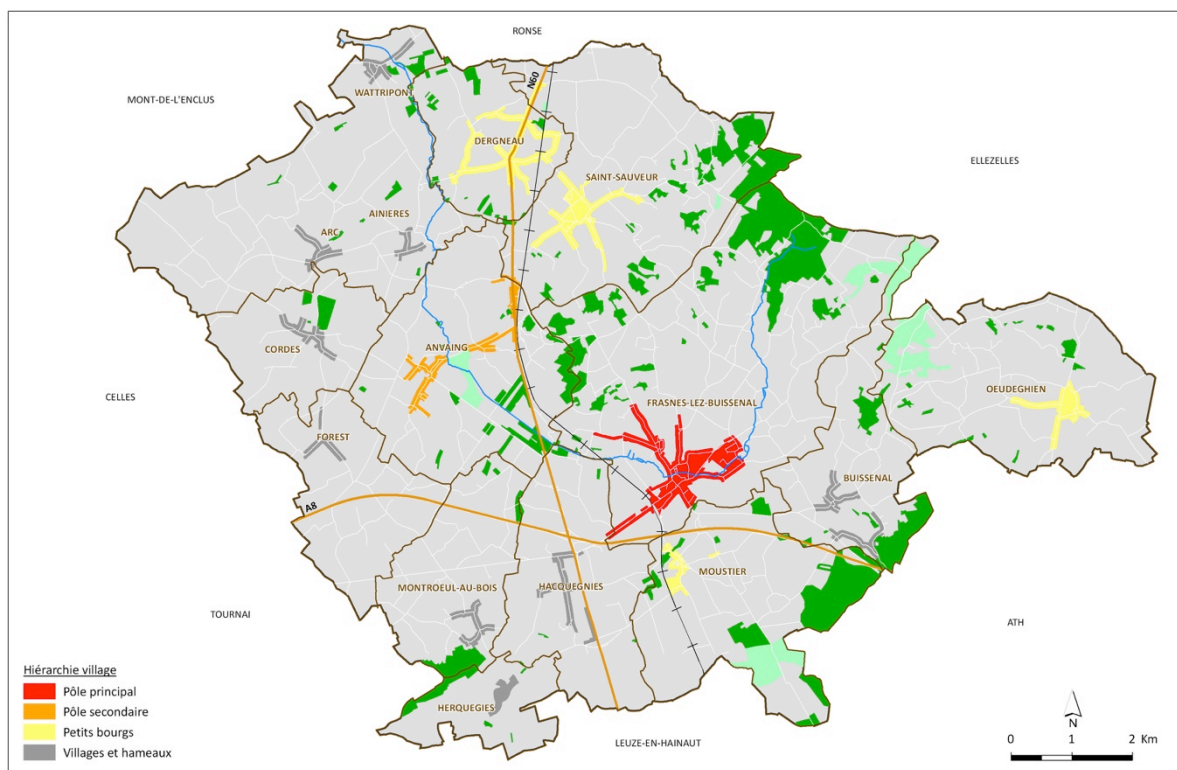 RONSE
MONT-DE-L'ENCLUS
WATTRIPONT
N60
DERGNEAU
ELLEZELLES
SAINT-SAUVEUR
AINIERES
ARC
CORDES
ANVAING
OEUDEGHIEN
CELLES
FRASNES-LEZ-BUISSENAL
FOREST
BUISSENAL
A8
MONTROEUL-AU-BOIS
HACQUEGNIES
MOUSTIER
TOURNAI
ATH
Hiérarchie village
Pôle principal
Pôle secondaire
Petits bourgs
Villages et hameaux
HERQUEGIES
LEUZE-EN-HAINAUT
N
0 1 2 Km